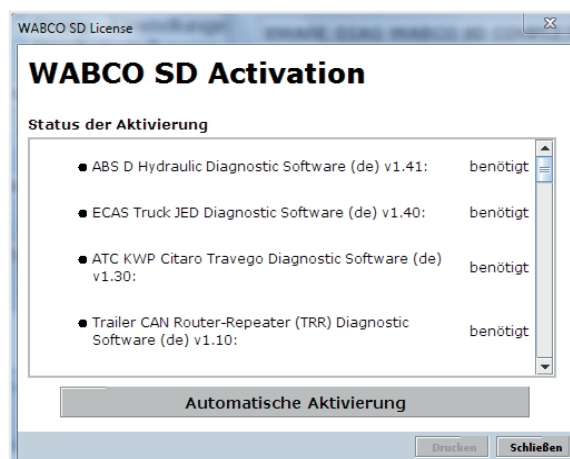 WABCO SD License
WABCO SD Activation
Status der Aktivierung
ABS D Hydraulic Diagnostic Software (de) v1.41: benötigt
ECAS Truck JED Diagnostic Software (de) v1.40: benötigt
ATC KWP Citaro Travego Diagnostic Software (de)
v1.30: benötigt
Trailer CAN Router-Repeater (TRR) Diagnostic
Software (de) v1.10: benötigt
Automatische Aktivierung
Drucken Schließen